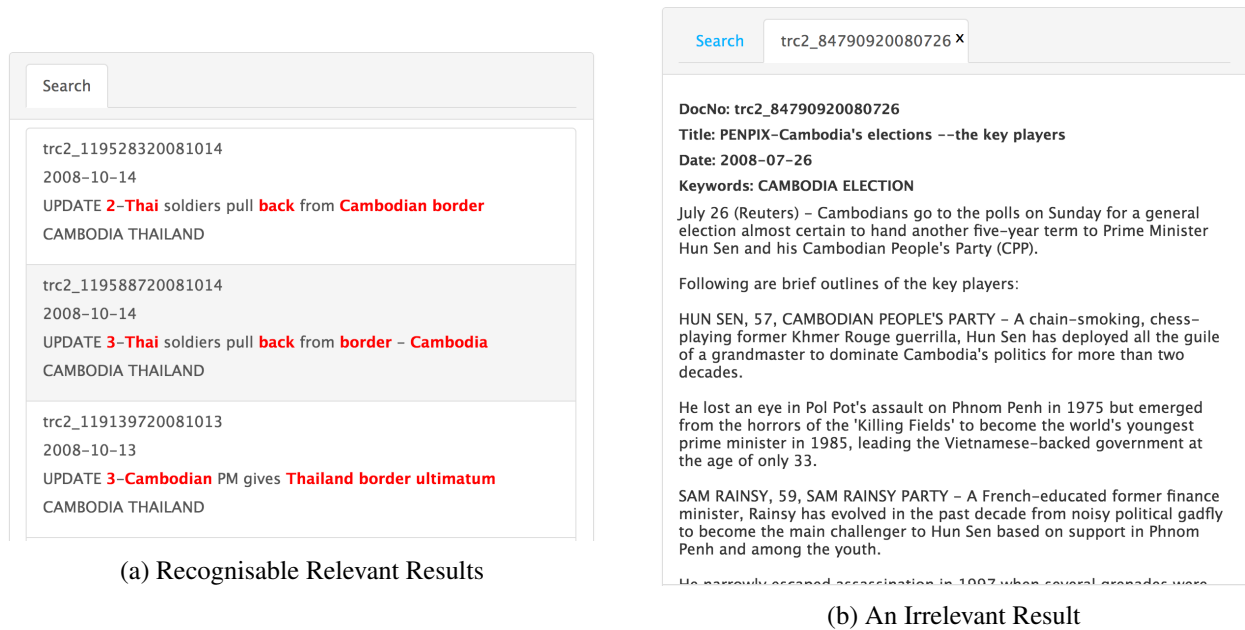 Search
trc2_119528320081014
2008-10-14
UPDATE 2-Thai soldiers pull back from Cambodian border
CAMBODIA THAILAND
trc2_119588720081014
2008-10-14
UPDATE 3-Thai soldiers pull back from border - Cambodia
CAMBODIA THAILAND
trc2_119139720081013
2008-10-13
UPDATE 3-Cambodian PM gives Thailand border ultimatum
CAMBODIA THAILAND
(a) Recognisable Relevant Results
Search trc2_84790920080726 x
DocNo: trc2_84790920080726
Title: PENPIX-Cambodia's elections --the key players
Date: 2008-07-26
Keywords: CAMBODIA ELECTION
July 26 (Reuters) - Cambodians go to the polls on Sunday for a general
election almost certain to hand another five-year term to Prime Minister
Hun Sen and his Cambodian People's Party (CPP).
Following are brief outlines of the key players:
HUN SEN, 57, CAMBODIAN PEOPLE'S PARTY - A chain-smoking, chess-
playing former Khmer Rouge guerrilla, Hun Sen has deployed all the guile
of a grandmaster to dominate Cambodia's politics for more than two
decades.
He lost an eye in Pol Pot's assault on Phnom Penh in 1975 but emerged
from the horrors of the 'Killing Fields' to become the world's youngest
prime minister in 1985, leading the Vietnamese-backed government at
the age of only 33.
SAM RAINSY, 59, SAM RAINSY PARTY - A French-educated former finance
minister, Rainsy has evolved in the past decade from noisy political gadfly
to become the main challenger to Hun Sen based on support in Phnom
Penh and among the youth.
He narrowly escaped assassination in 1997 when several grenades were
(b) An Irrelevant Result